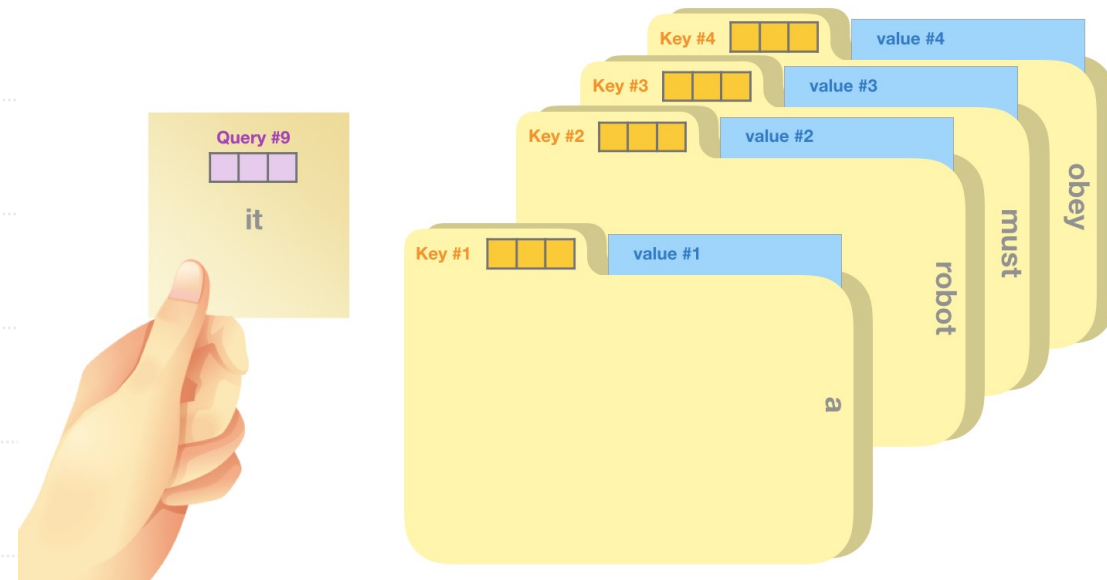 Query #9
it
Key #4
value #4
obey
Key #3
value #3
must
Key #2
value #2
robot
Key #1
value #1
a